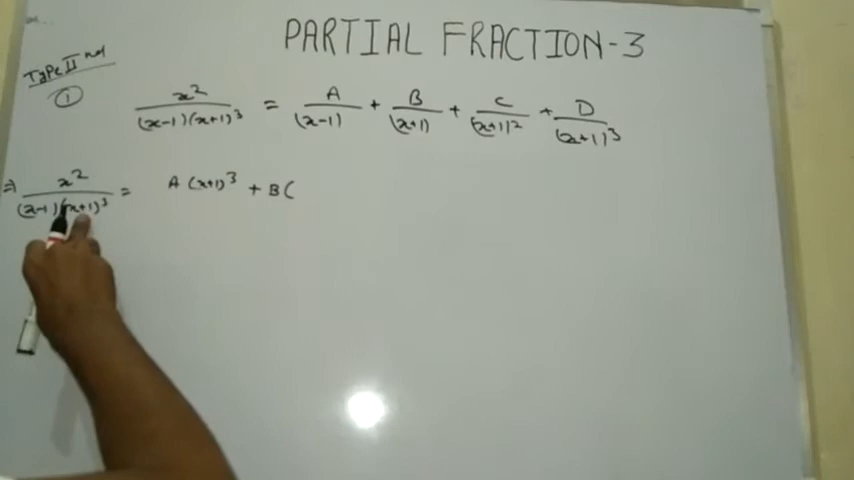 PARTIAL FRACTION-3
Type II
①
x²/(x-1)(x+1)³ = A/(x-1) + B/(x+1) + C/(x+1)² + D/(x+1)³
⇒ x²/(x-1)(x+1)³ = A(x+1)³ + B(